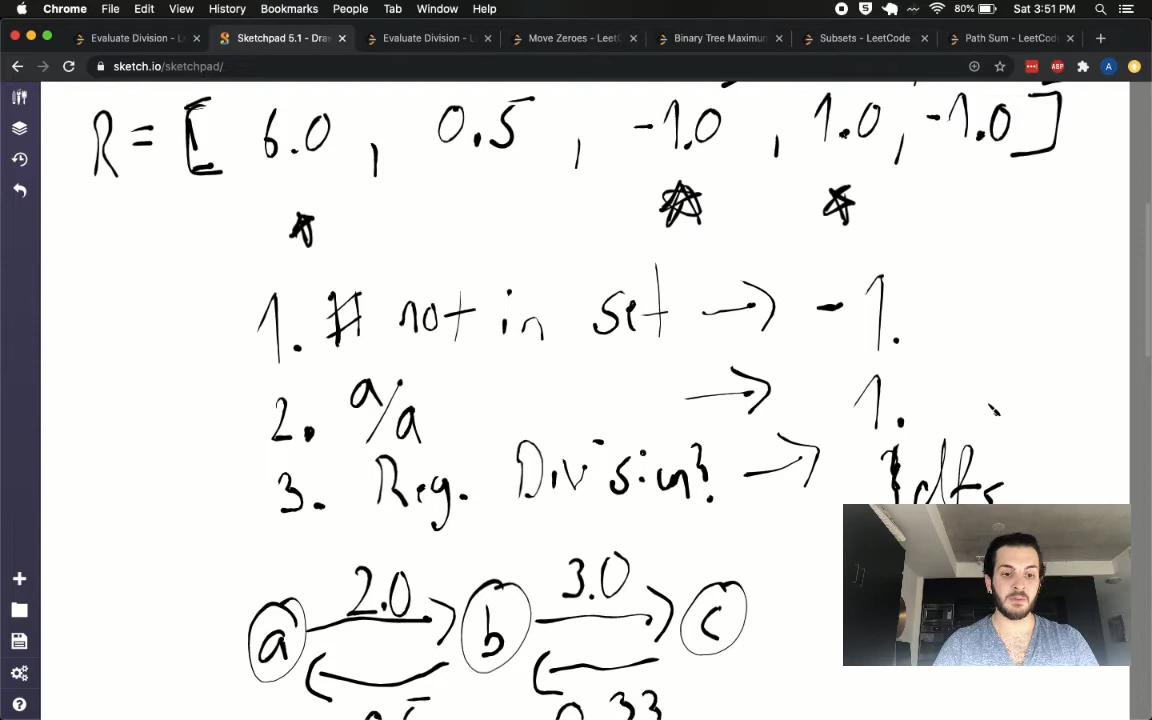 Chrome File Edit View History Bookmarks People Tab Window Help 80% Sat 3:51 PM
Evaluate Division - L Sketchpad 5.1 - Dra Evaluate Division - L Move Zeroes - LeetC Binary Tree Maximum Subsets - LeetCode Path Sum - LeetCod
sketch.io/sketchpad/ ABP A
R = [ 6.0 , 0.5 , -1.0 , 1.0 , -1.0 ]
1. # not in set → -1.
2. a/a → 1.
3. Reg. Division? →
2.0 3.0
a b c
0.33